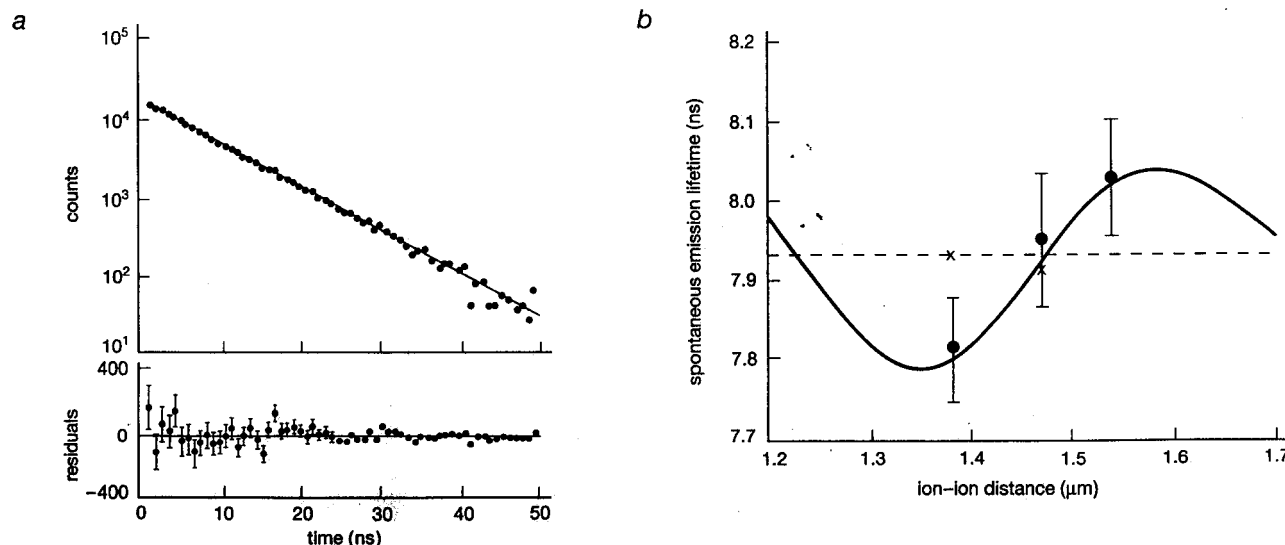 a
10⁵
10⁴
10³
10²
10¹
counts
400
0
−400
residuals
0 10 20 30 40 50
time (ns)
b
8.2
8.1
8.0
7.9
7.8
7.7
spontaneous emission lifetime (ns)
1.2 1.3 1.4 1.5 1.6 1.7
ion–ion distance (μm)